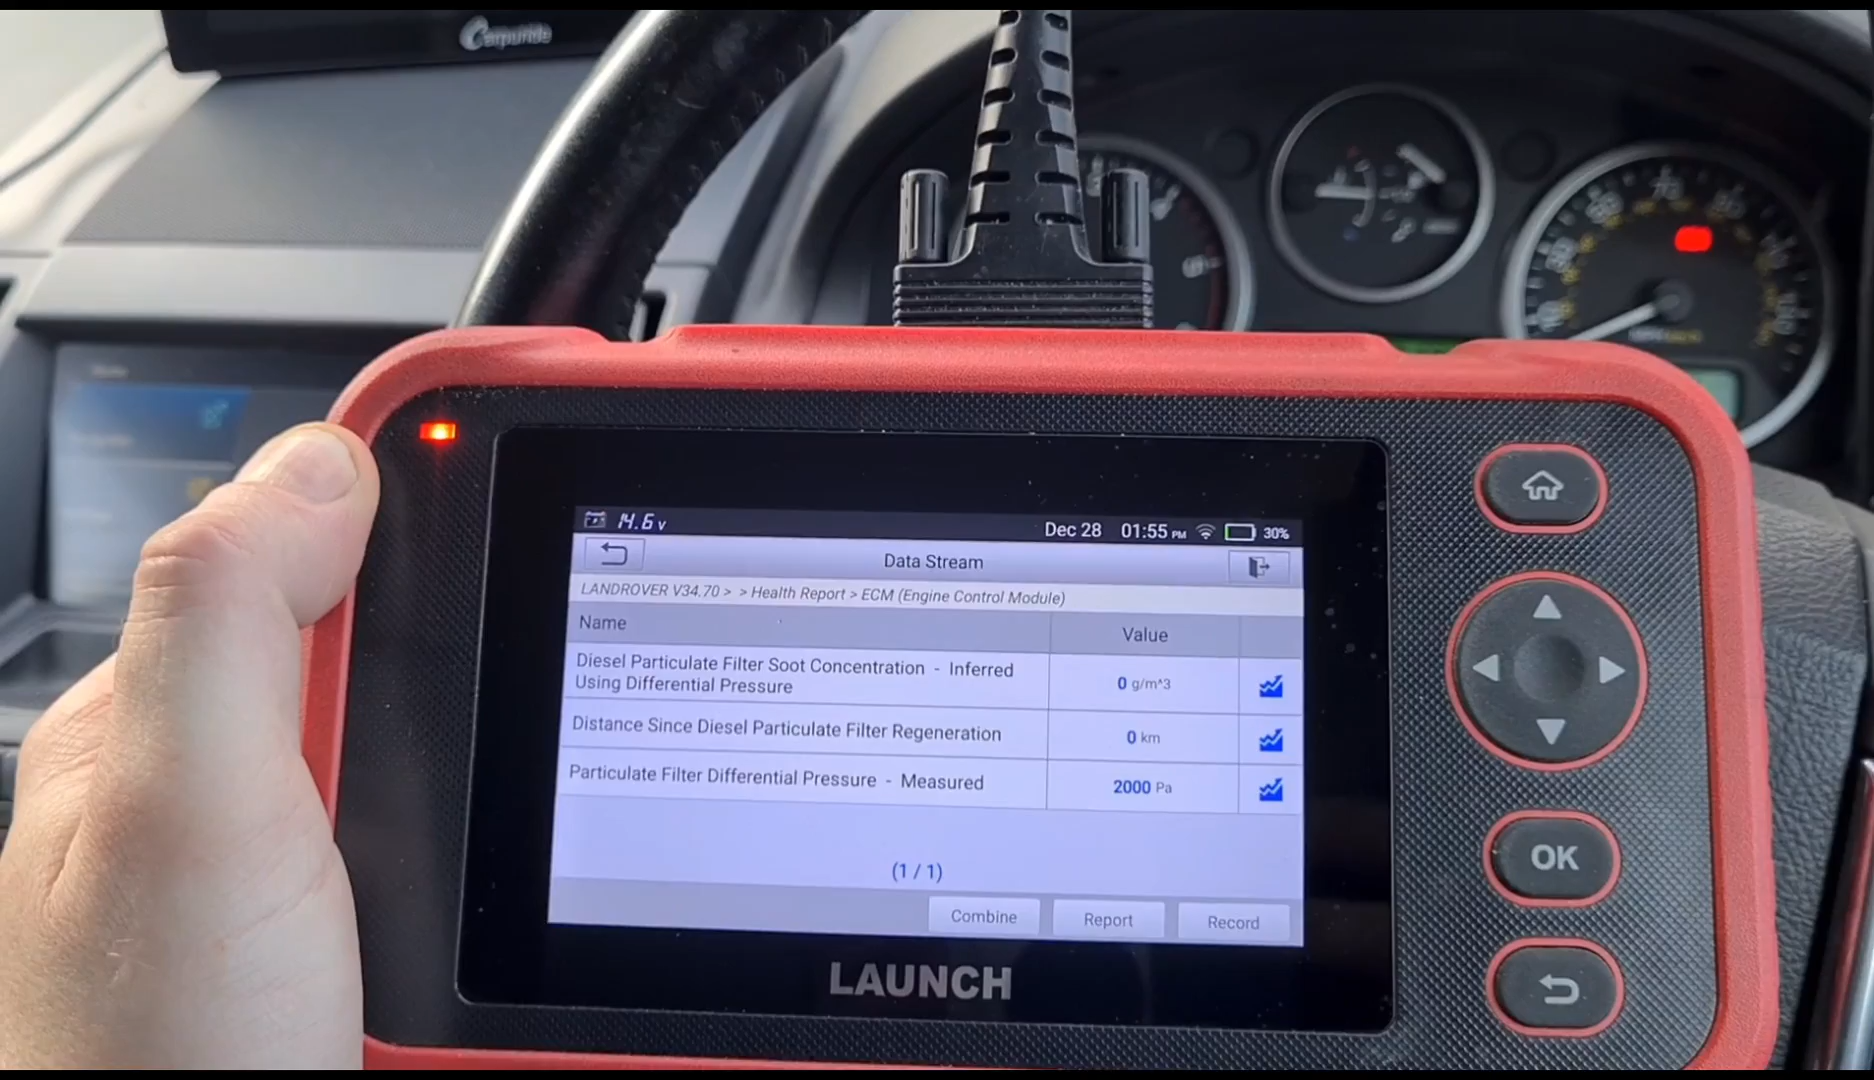 Carpuride
14.6 v
Dec 28 01:55 PM 30%
Data Stream
LANDROVER V34.70 > > Health Report > ECM (Engine Control Module)
Name Value
Diesel Particulate Filter Soot Concentration - Inferred
Using Differential Pressure
0 g/m^3
Distance Since Diesel Particulate Filter Regeneration 0 km
Particulate Filter Differential Pressure - Measured 2000 Pa
(1 / 1)
Combine Report Record
OK
LAUNCH